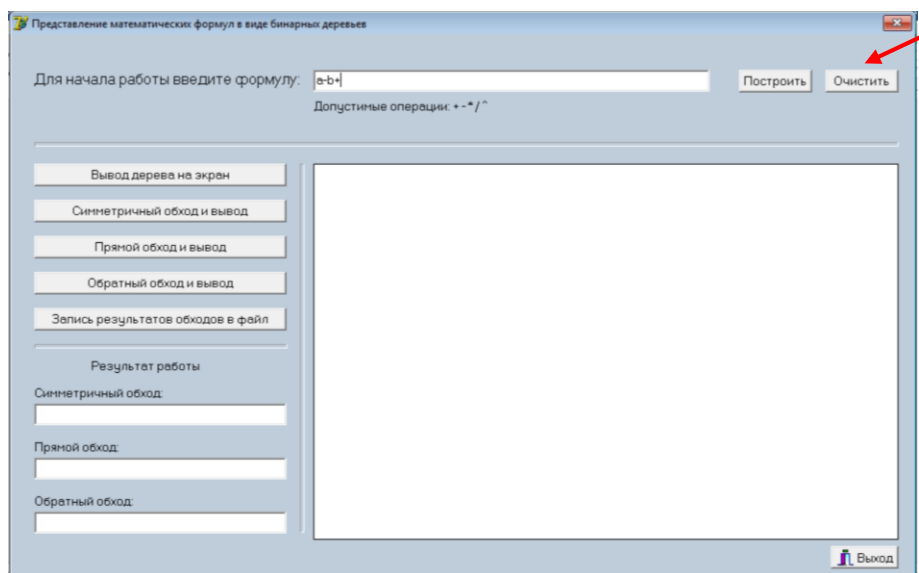 Представление математических формул в виде бинарных деревьев
Для начала работы введите формулу: a-b+ Построить Очистить
Допустимые операции: + - * / ^
Вывод дерева на экран
Симметричный обход и вывод
Прямой обход и вывод
Обратный обход и вывод
Запись результатов обходов в файл
Результат работы
Симметричный обход:
Прямой обход:
Обратный обход:
Выход